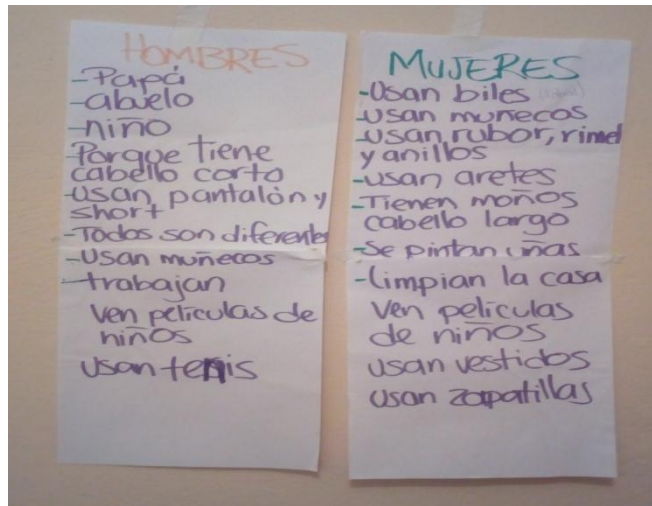 HOMBRES
-Papá
-abuelo
-niño
-Porque tiene
cabello corto
-Usan pantalón y
short
-Todos son diferentes
-Usan muñecos
-trabajan
Ven películas de
niños
Usan tenis
MUJERES
-Usan biles
-usan muñecos
-usan rubor, rimel
y anillos
-usan aretes
-Tienen moños
cabello largo
-Se pintan uñas
-limpian la casa
Ven películas
de niños
usan vestidos
usan zapatillas